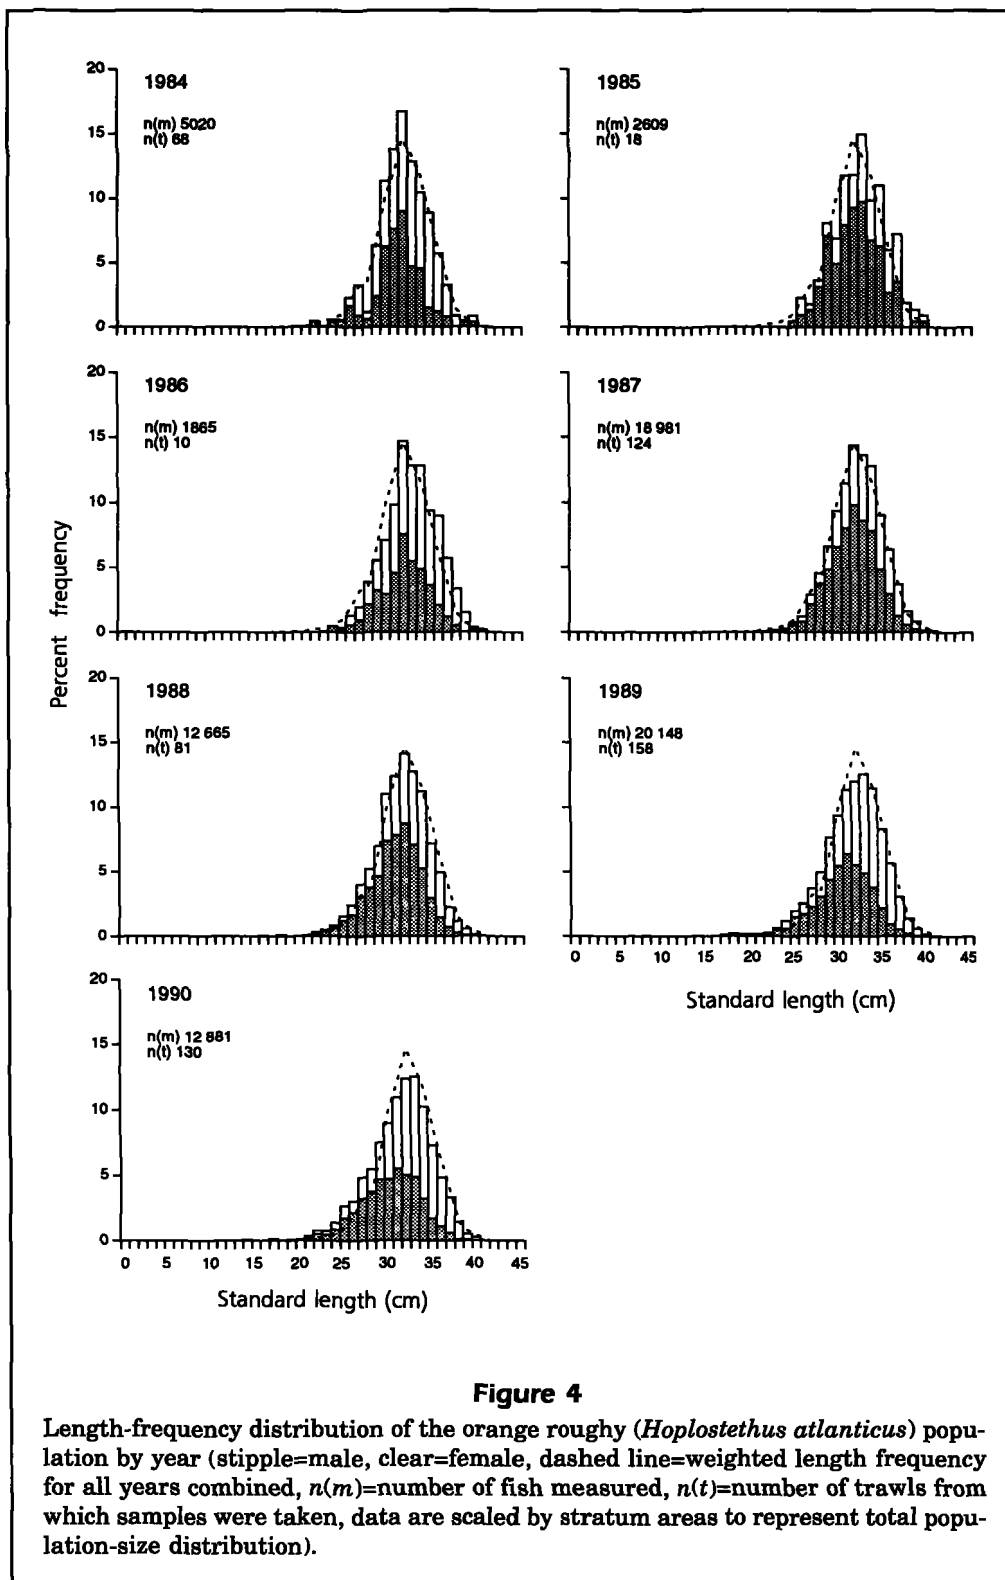 20
15
10
5
0
1984
n(m) 5020
n(t) 68
1985
n(m) 2609
n(t) 18
20
15
10
5
0
1986
n(m) 1865
n(t) 10
1987
n(m) 18 981
n(t) 124
Percent frequency
20
15
10
5
0
1988
n(m) 12 665
n(t) 81
1989
n(m) 20 148
n(t) 158
0 5 10 15 20 25 30 35 40 45
Standard length (cm)
20
15
10
5
0
1990
n(m) 12 881
n(t) 130
0 5 10 15 20 25 30 35 40 45
Standard length (cm)
Figure 4
Length-frequency distribution of the orange roughy (Hoplostethus atlanticus) popu-
lation by year (stipple=male, clear=female, dashed line=weighted length frequency
for all years combined, n(m)=number of fish measured, n(t)=number of trawls from
which samples were taken, data are scaled by stratum areas to represent total popu-
lation-size distribution).